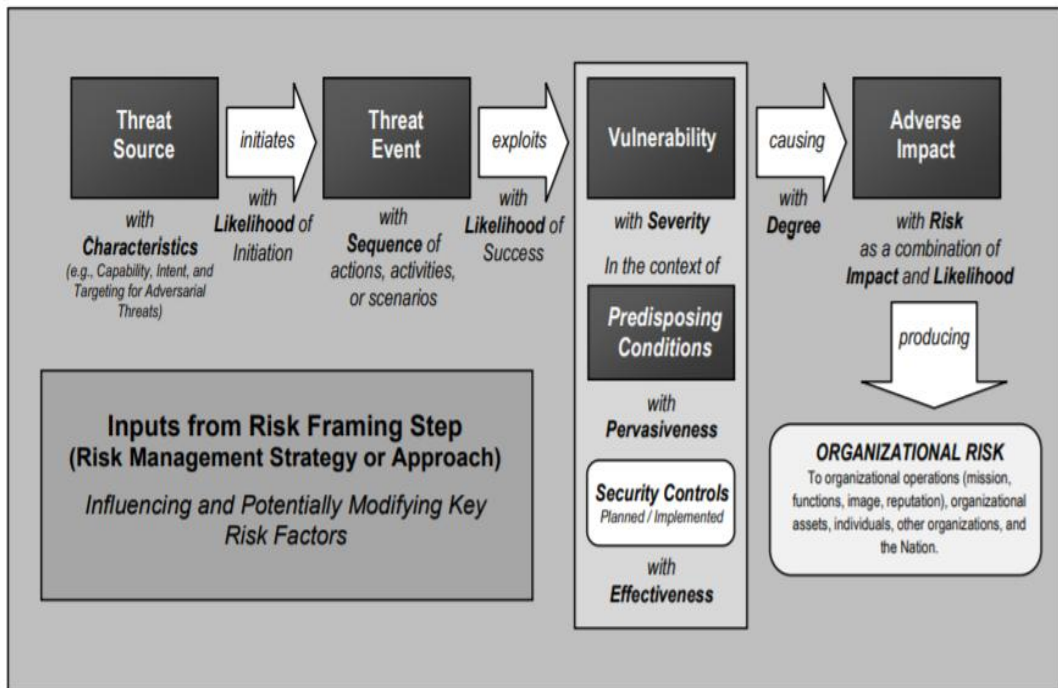 Threat
Source
initiates
Threat
Event
exploits
Vulnerability
causing
Adverse
Impact
with
Characteristics
(e.g., Capability, Intent, and
Targeting for Adversarial
Threats)
with
Likelihood of
Initiation
with
Sequence of
actions, activities,
or scenarios
with
Likelihood of
Success
with Severity
In the context of
Predisposing
Conditions
with
Pervasiveness
Security Controls
Planned / Implemented
with
Effectiveness
with
Degree
with Risk
as a combination of
Impact and Likelihood
producing
ORGANIZATIONAL RISK
To organizational operations (mission,
functions, image, reputation), organizational
assets, individuals, other organizations, and
the Nation.
Inputs from Risk Framing Step
(Risk Management Strategy or Approach)
Influencing and Potentially Modifying Key
Risk Factors